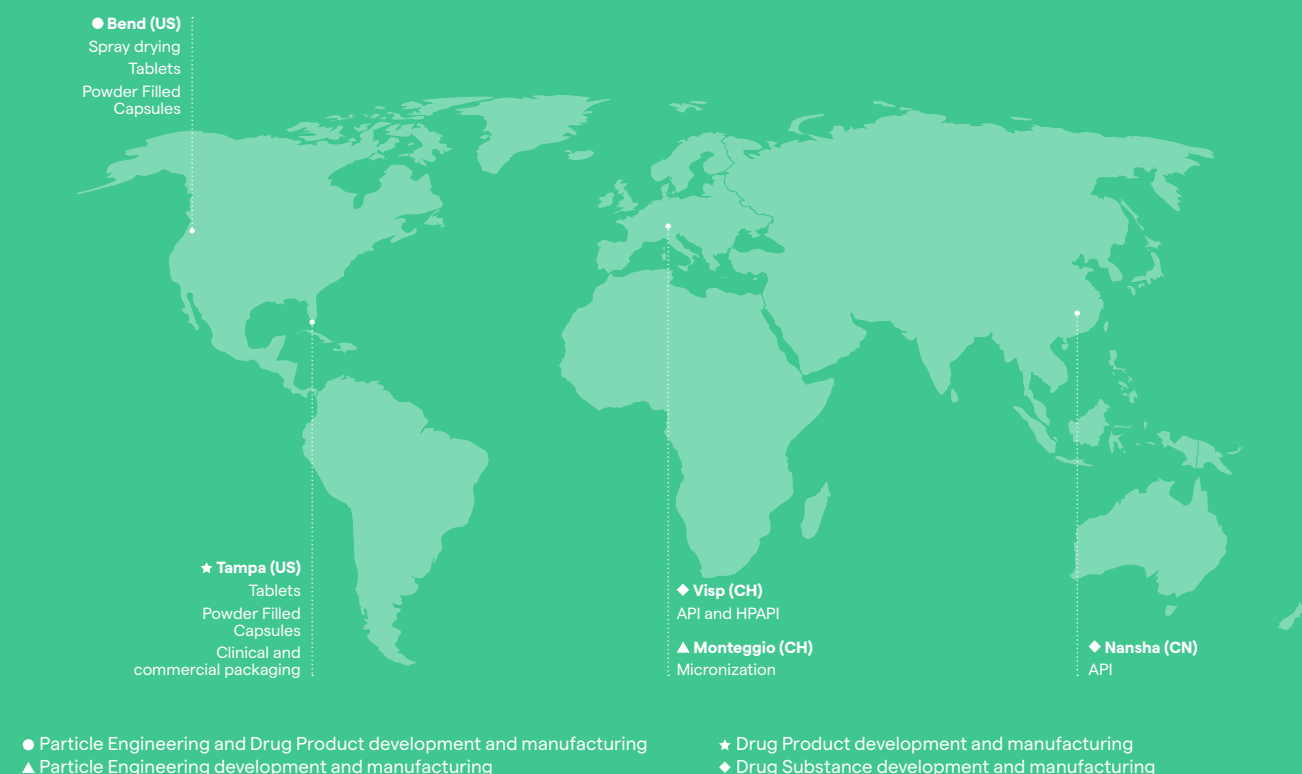 Bend (US)
Spray drying
Tablets
Powder Filled
Capsules
Tampa (US)
Tablets
Powder Filled
Capsules
Clinical and
commercial packaging
Visp (CH)
API and HPAPI
Monteggio (CH)
Micronization
Nansha (CN)
API
Particle Engineering and Drug Product development and manufacturing
Particle Engineering development and manufacturing
Drug Product development and manufacturing
Drug Substance development and manufacturing